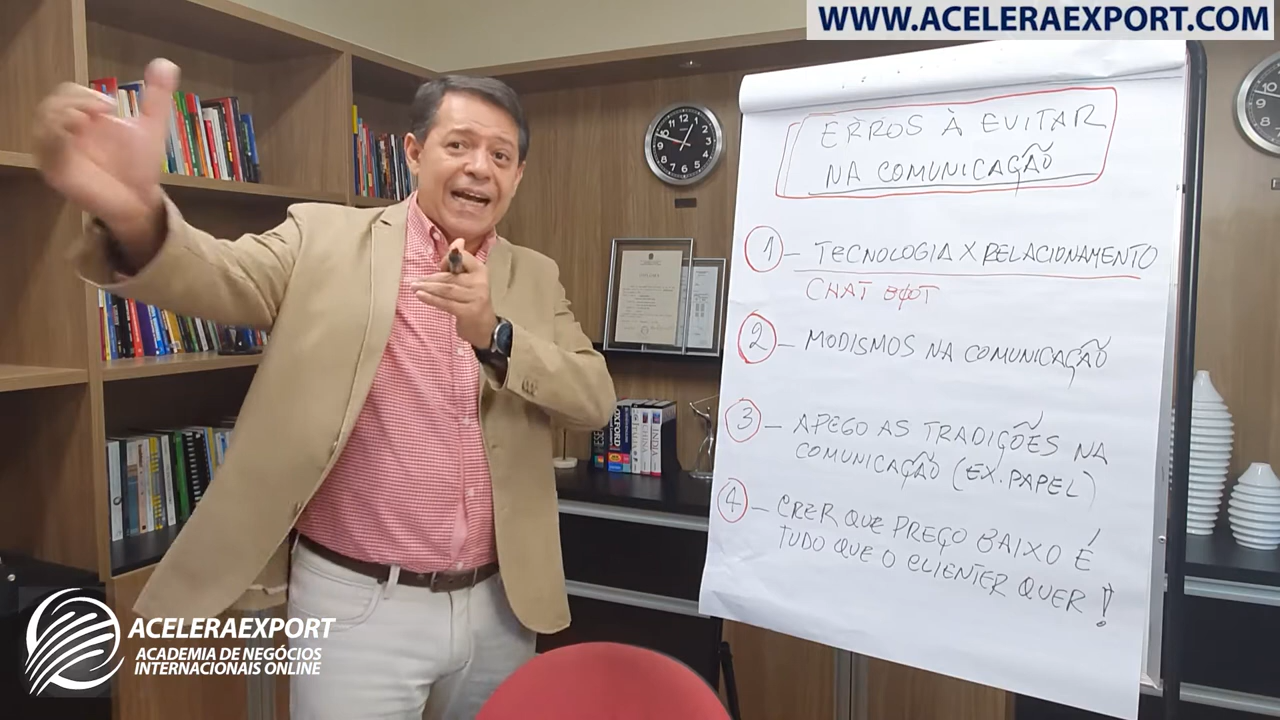 WWW.ACELERAEXPORT.COM
ERROS À EVITAR
NA COMUNICAÇÃO
1 - TECNOLOGIA X RELACIONAMENTO
CHAT BOT
2 - MODISMOS NA COMUNICAÇÃO
3 - APEGO AS TRADIÇÕES NA
COMUNICAÇÃO (EX. PAPEL)
4 - CRER QUE PREÇO BAIXO É
TUDO QUE O CLIENTER QUER!
OXFORD
ACELERAEXPORT
ACADEMIA DE NEGÓCIOS
INTERNACIONAIS ONLINE